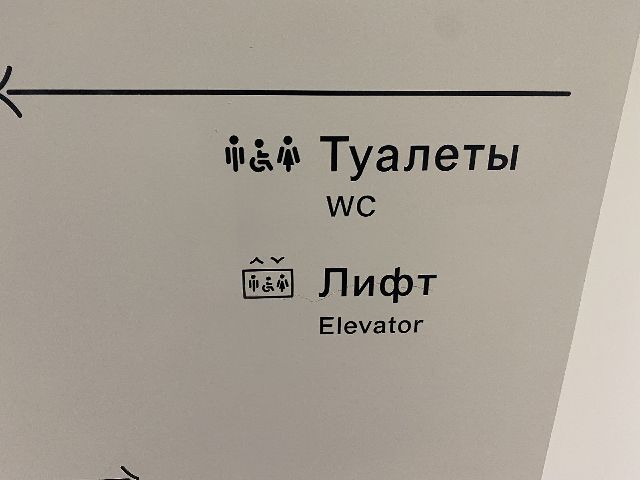 Туалеты
WC
Лифт
Elevator